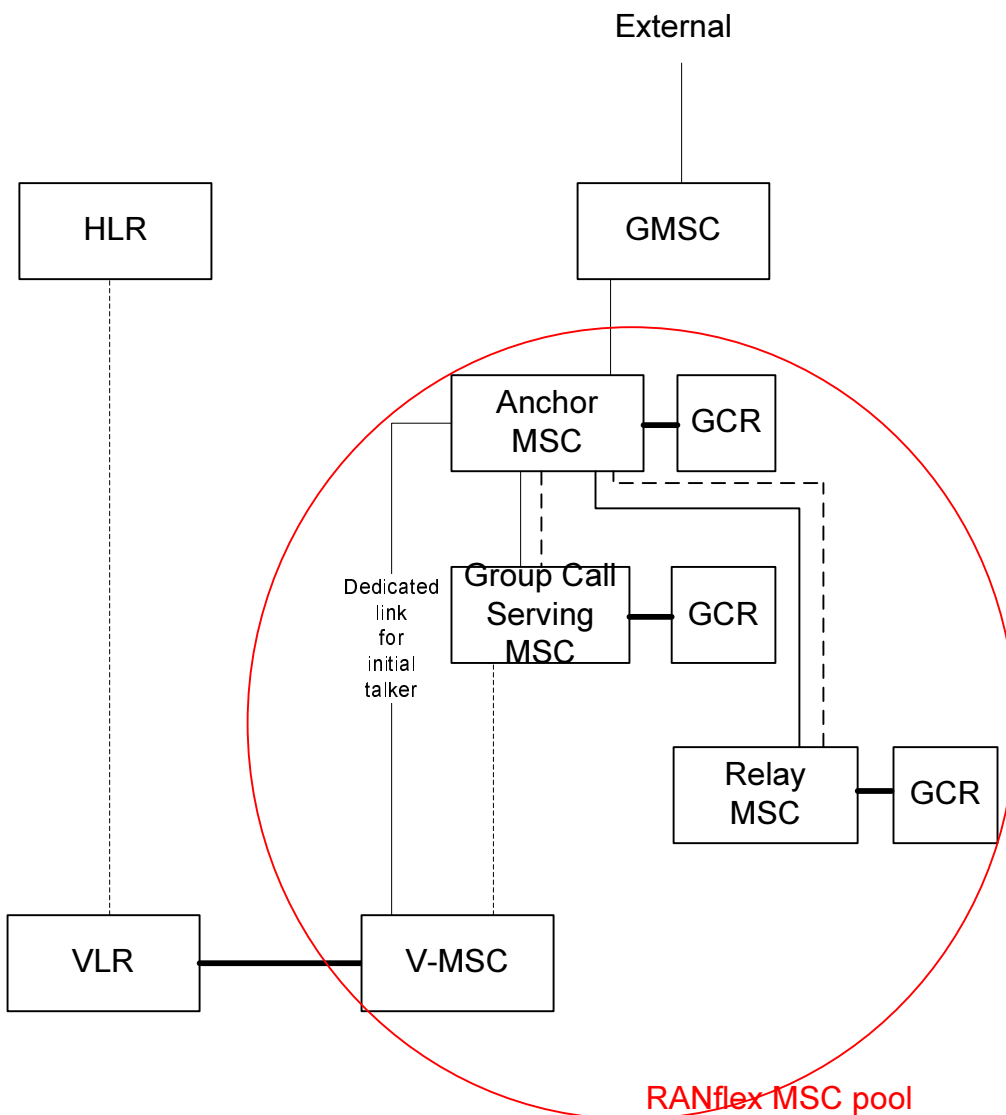 External
HLR
GMSC
Anchor
MSC
GCR
Dedicated
link
for
initial
talker
Group Call
Serving
MSC
GCR
Relay
MSC
GCR
VLR
V-MSC
RANflex MSC pool